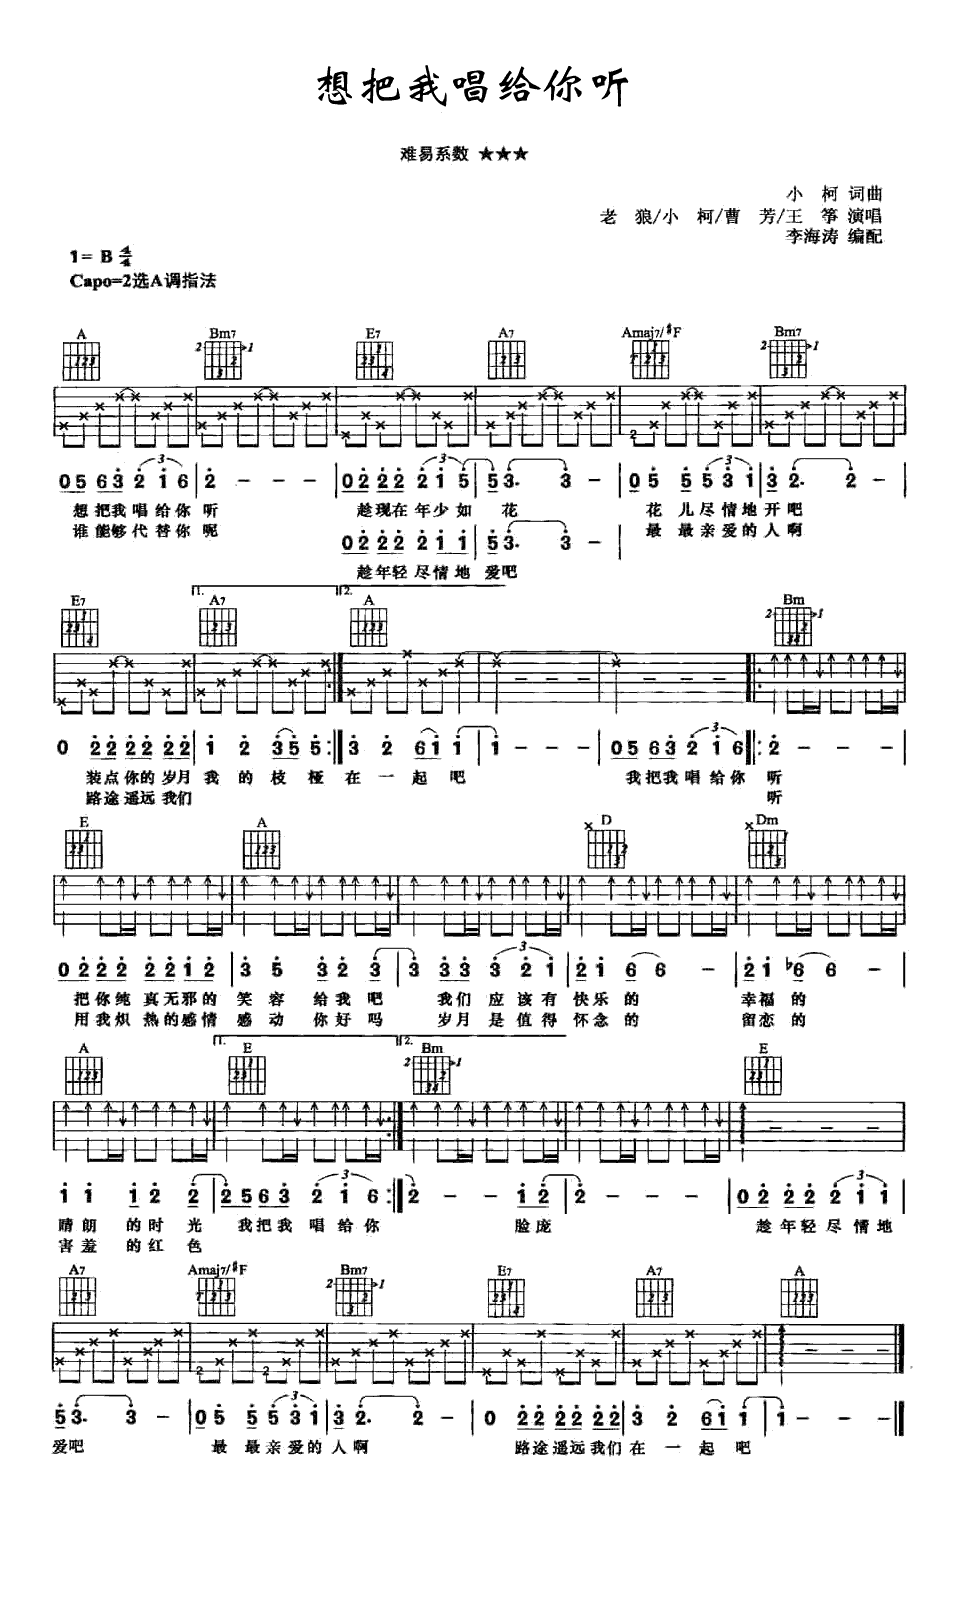 想把我唱给你听
难易系数 ★★★
小 柯 词曲
老 狼/小 柯/曹 芳/王 筝 演唱
李海涛 编配
1= B 4/4
Capo=2选A调指法
A Bm7 E7 A7 Amaj7/#F Bm7
0 5 6 3 2 1 6 | 2 - - - | 0 2 2 2 2 1 5 | 5 3. 3 - | 0 5 5 5 3 1 | 3 2. 2 - |
想把我唱给你 听 趁现在年少如 花 花 儿尽情地开吧
谁能够代替你 呢 最 最亲爱的人啊
0 2 2 2 2 1 1 | 5 3. 3 - |
趁年轻尽情地 爱吧
1. 2.
E7 A7 A Bm
0 2 2 2 2 2 2 | 1 2 3 5 5 :| 3 2 6 1 1 | 1 - - - | 0 5 6 3 2 1 6 |: 2 - - -
装点你的岁月 我 的 枝 桠 在 一 起 吧 我把我唱给你 听
路途遥远我们 听
E A D Dm
0 2 2 2 2 2 1 2 | 3 5 3 2 3 | 3 3 3 3 2 1 | 2 1 6 6 - | 2 1 b6 6 - |
把你纯 真无邪的 笑 容 给我 吧 我们 应 该 有 快乐的 幸福的
用我炽 热的感情 感 动 你好 吗 岁月 是 值 得 怀念的 留恋的
1. 2.
A E Bm E
1 1 1 2 2 | 2 5 6 3 2 1 6 :| 2 - - 1 2 | 2 - - - | 0 2 2 2 2 1 1 |
晴朗 的时 光 我把我 唱给你 脸庞 趁年轻尽情地
害羞 的红 色
A7 Amaj7/#F Bm7 E7 A7 A
5 3. 3 - | 0 5 5 5 3 1 | 3 2. 2 - | 0 2 2 2 2 2 2 | 3 2 6 1 1 | 1 - - - |
爱吧 最 最亲爱的 人啊 路途遥远我们 在 一 起 吧